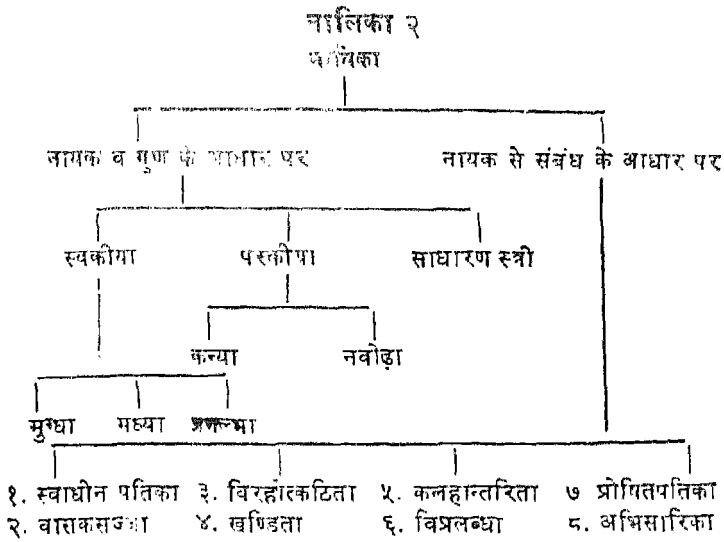 तालिका २
नायिका
नायक व गुण के आधार पर नायक से संबंध के आधार पर
स्वकीया परकीया साधारण स्त्री
कन्या नवोढ़ा
मुग्धा मध्या प्रगल्भा
१. स्वाधीन पतिका ३. विरहोत्कंठिता ५. कलहान्तरिता ७ प्रोषितपतिका
२. वासकसज्जा ४. खण्डिता ६. विप्रलब्धा ८. अभिसारिका